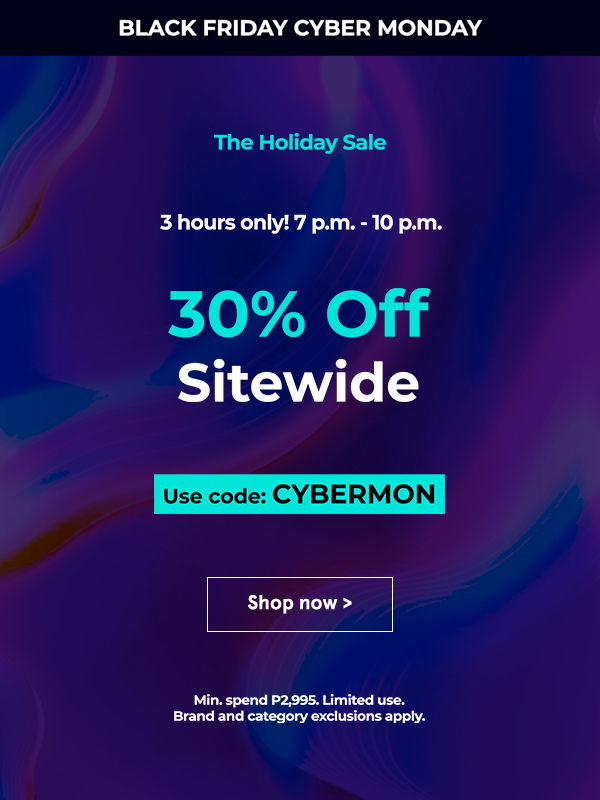 BLACK FRIDAY CYBER MONDAY
The Holiday Sale
3 hours only! 7 p.m. - 10 p.m.
30% Off
Sitewide
Use code: CYBERMON
Shop now >
Min. spend P2,995. Limited use.
Brand and category exclusions apply.